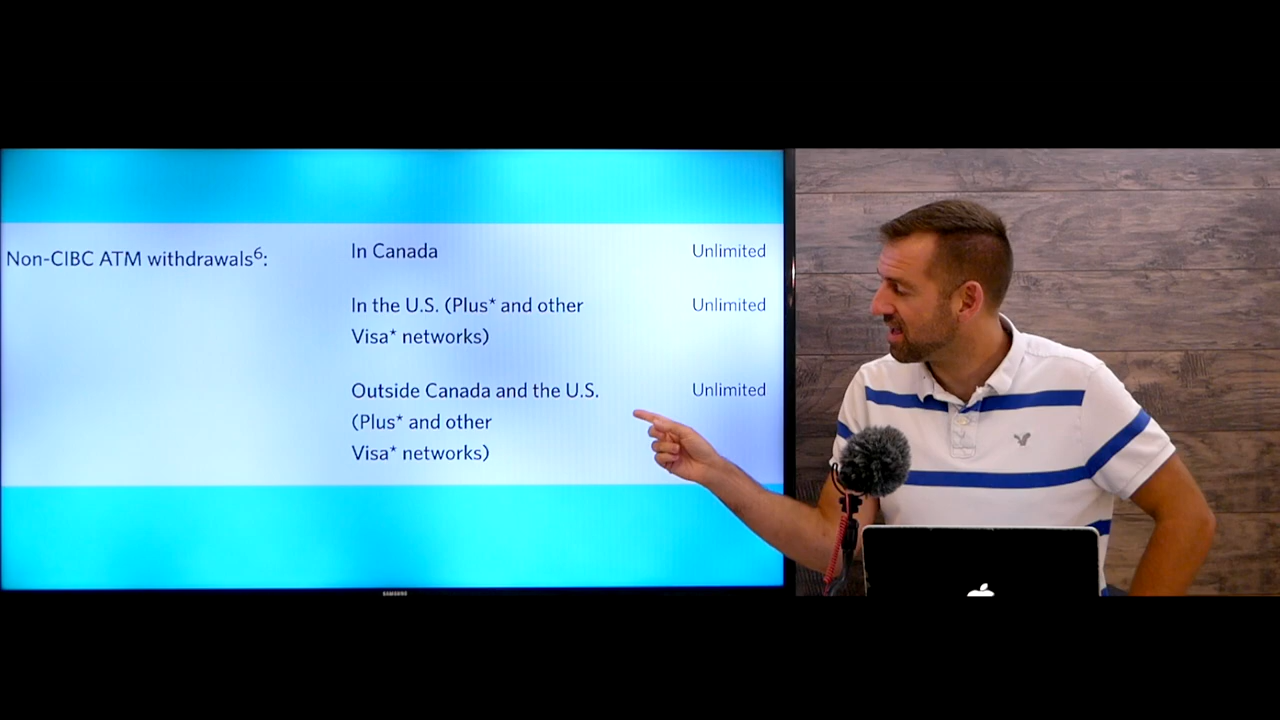 Non-CIBC ATM withdrawals⁶:
In Canada
Unlimited
In the U.S. (Plus* and other
Visa* networks)
Unlimited
Outside Canada and the U.S.
(Plus* and other
Visa* networks)
Unlimited
SAMSUNG